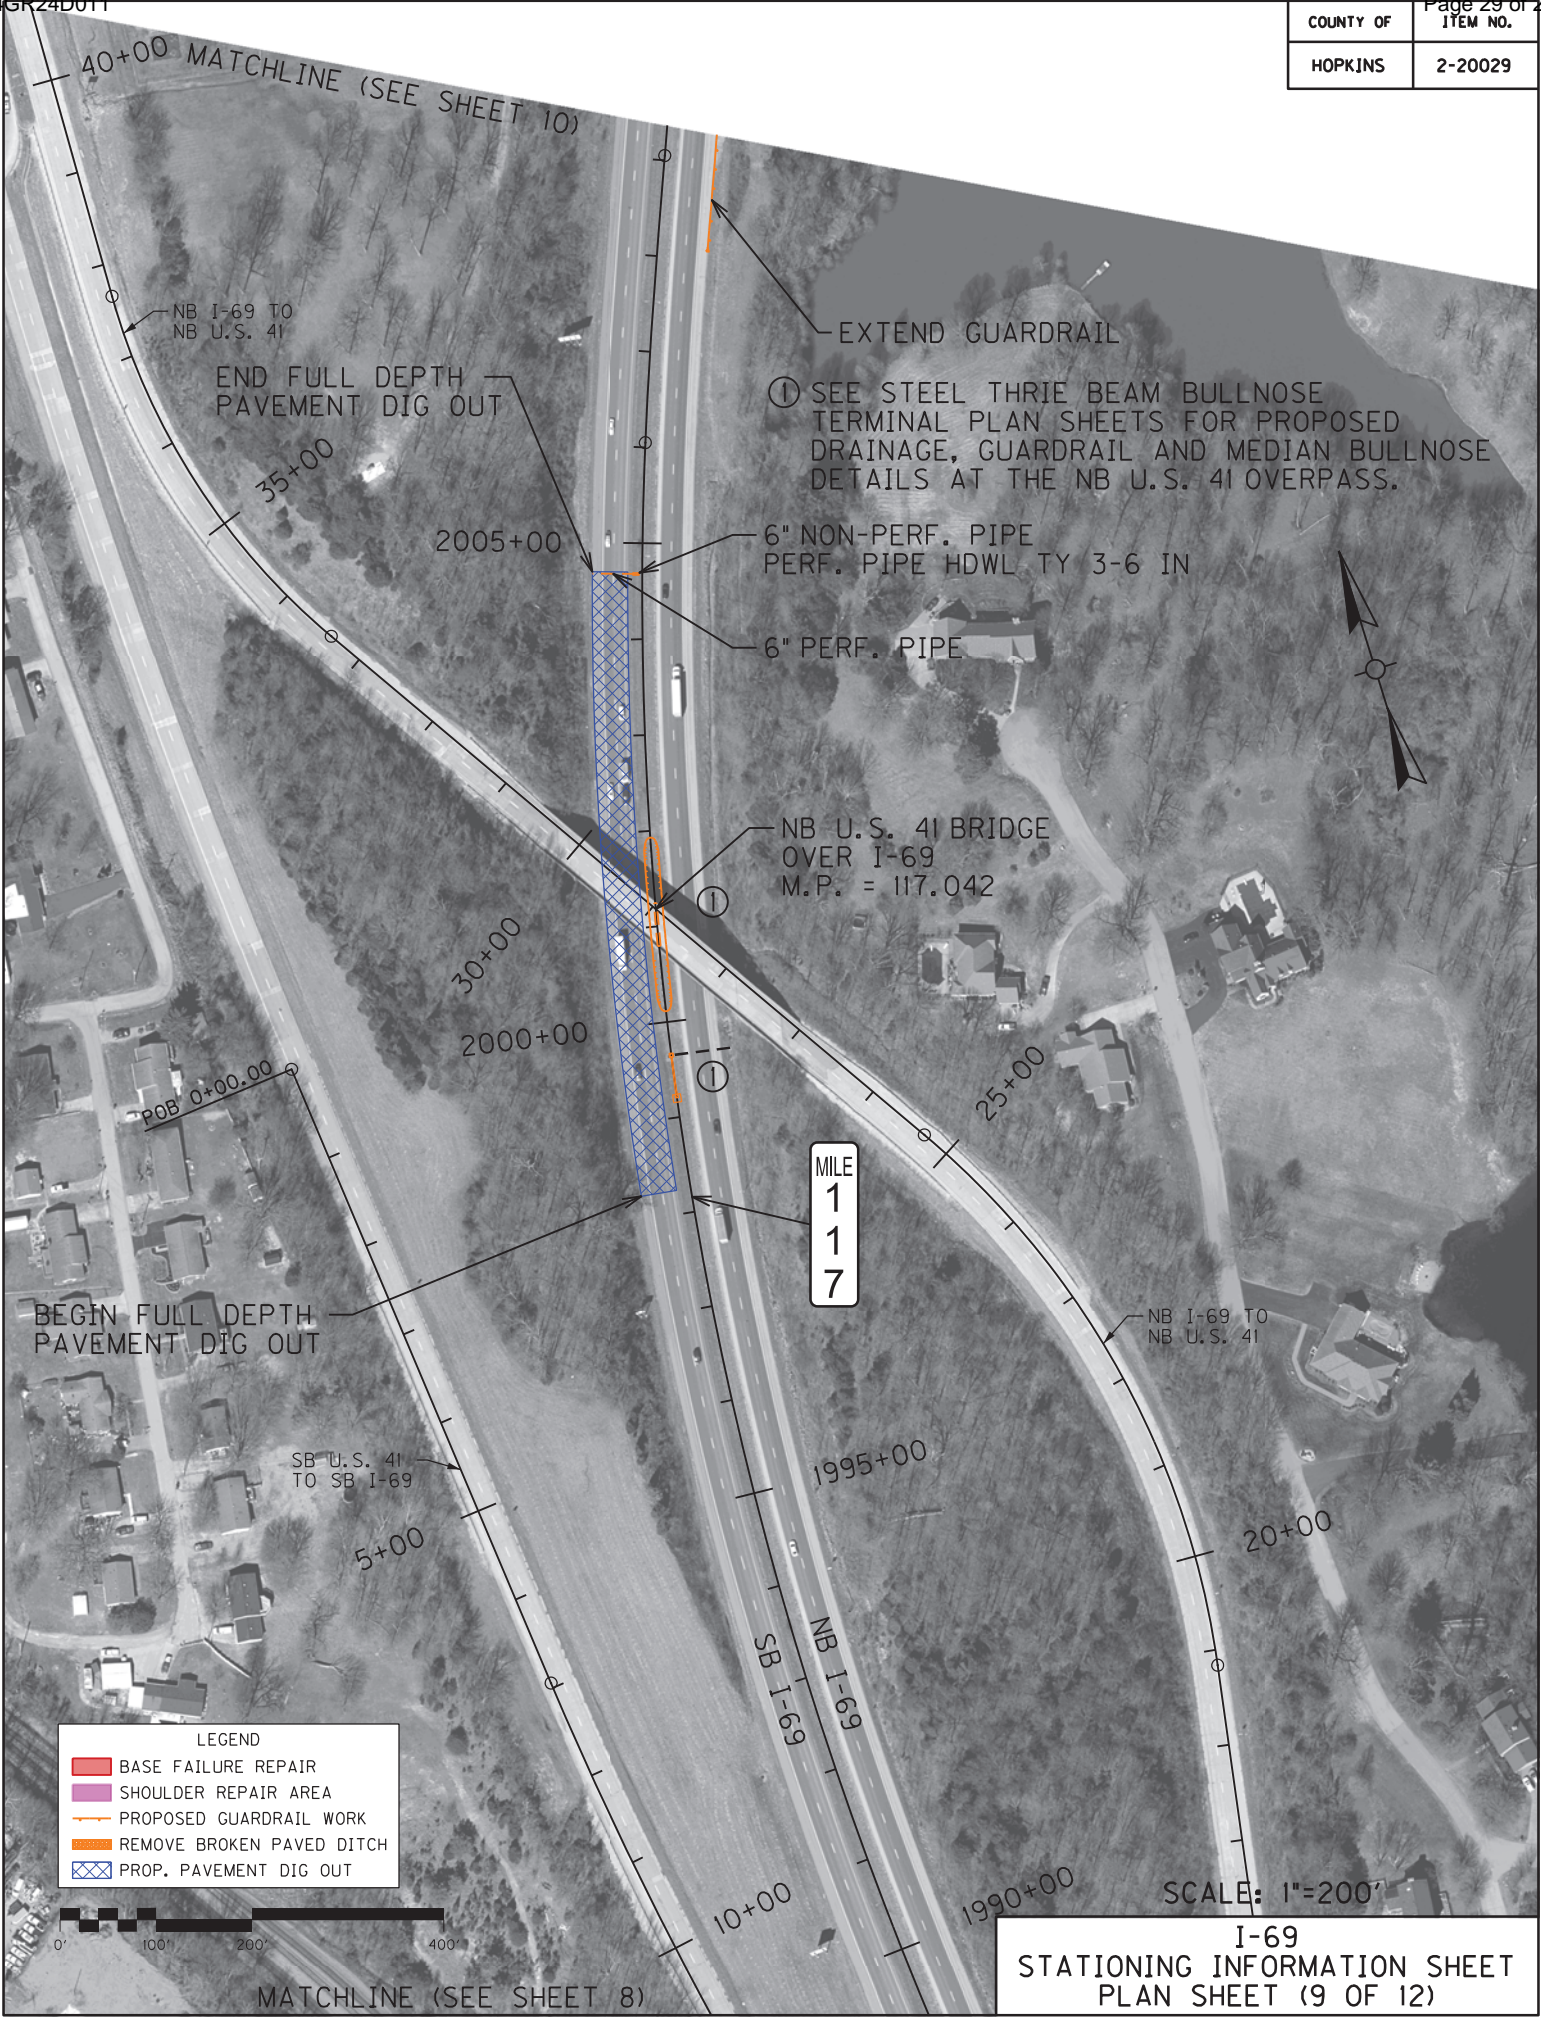 GR24D011
Page 29 of 2
COUNTY OF
ITEM NO.
HOPKINS
2-20029
40+00
MATCHLINE (SEE SHEET 10)
NB I-69 TO
NB U.S. 41
EXTEND GUARDRAIL
END FULL DEPTH
PAVEMENT DIG OUT
1 SEE STEEL THRIE BEAM BULLNOSE
TERMINAL PLAN SHEETS FOR PROPOSED
DRAINAGE, GUARDRAIL AND MEDIAN BULLNOSE
DETAILS AT THE NB U.S. 41 OVERPASS.
35+00
2005+00
6" NON-PERF. PIPE
PERF. PIPE HDWL TY 3-6 IN
6" PERF. PIPE
NB U.S. 41 BRIDGE
OVER I-69
M.P. = 117.042
1
30+00
2000+00
1
25+00
POB 0+00.00
MILE
1
1
7
BEGIN FULL DEPTH
PAVEMENT DIG OUT
NB I-69 TO
NB U.S. 41
SB U.S. 41
TO SB I-69
1995+00
5+00
20+00
SB I-69
NB I-69
LEGEND
BASE FAILURE REPAIR
SHOULDER REPAIR AREA
PROPOSED GUARDRAIL WORK
REMOVE BROKEN PAVED DITCH
PROP. PAVEMENT DIG OUT
0'
100'
200'
400'
10+00
1990+00
SCALE: 1"=200'
MATCHLINE (SEE SHEET 8)
I-69
STATIONING INFORMATION SHEET
PLAN SHEET (9 OF 12)